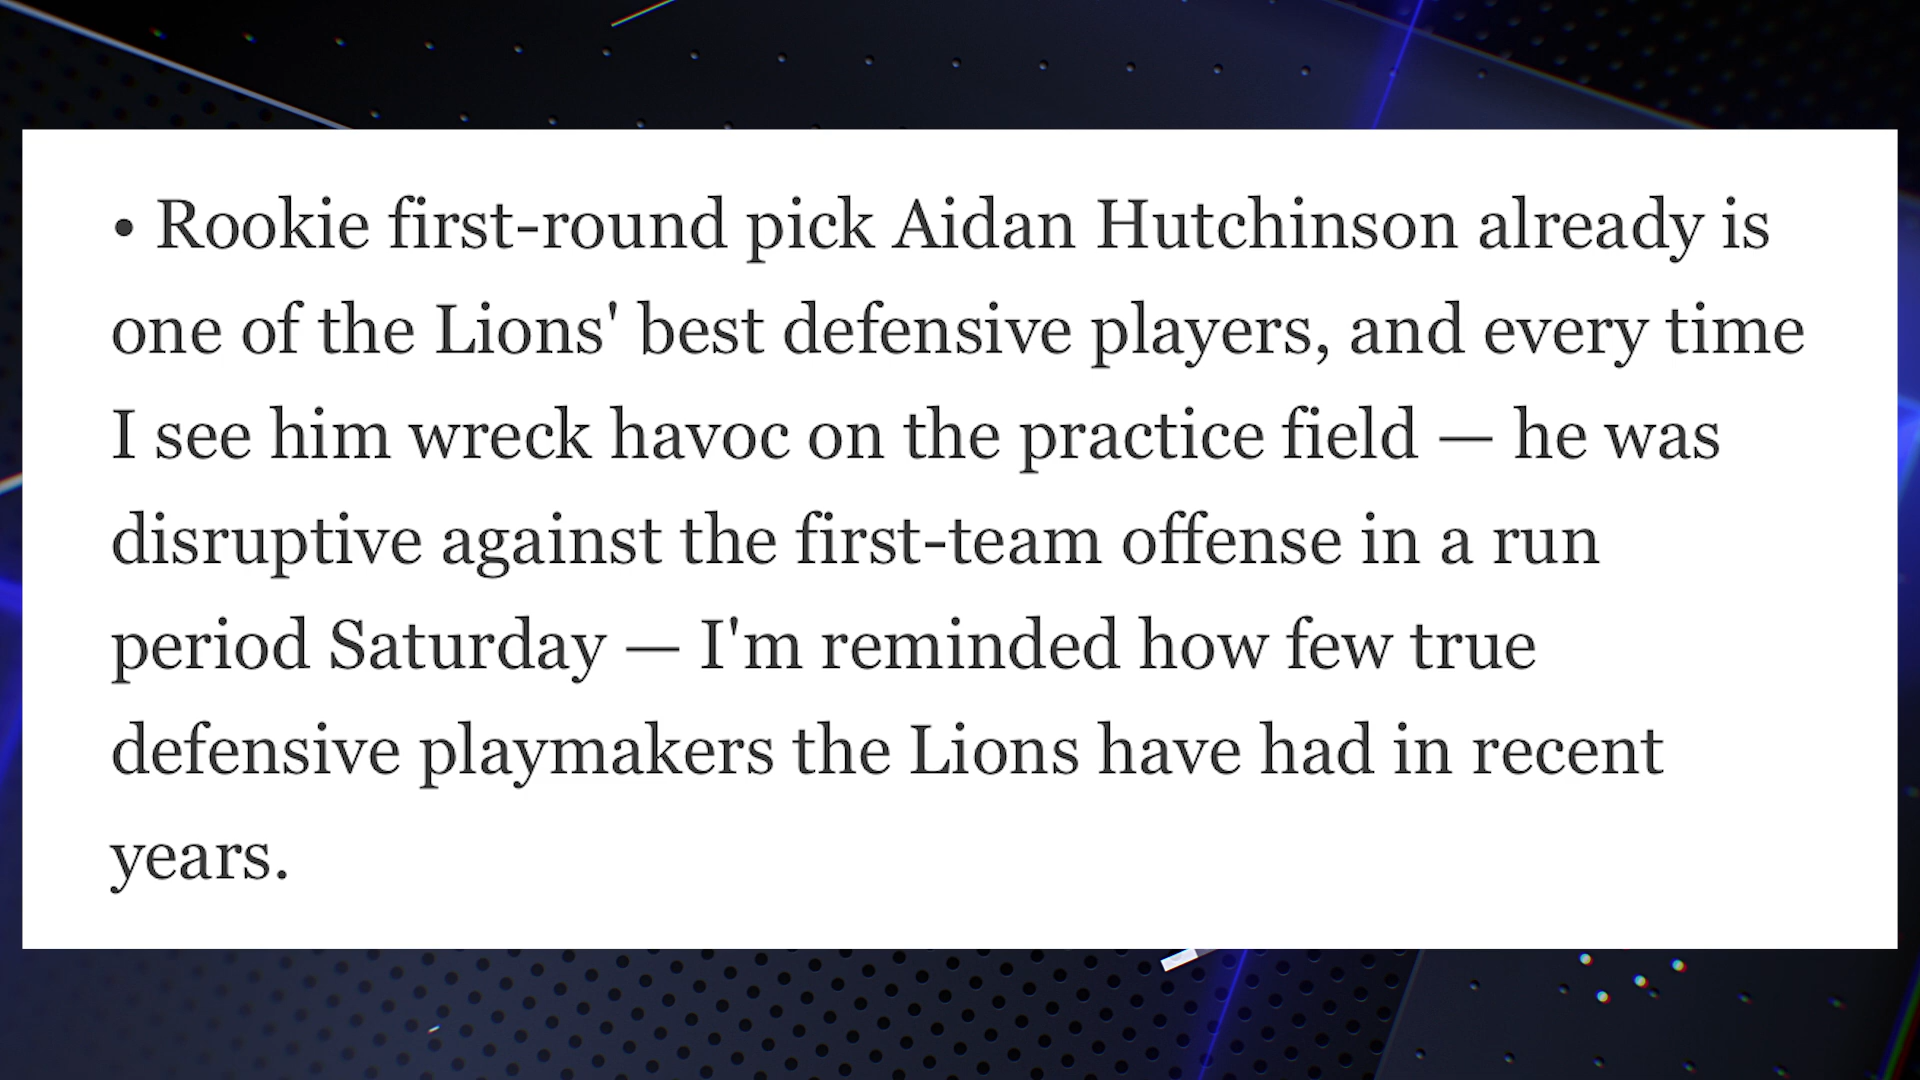 • Rookie first-round pick Aidan Hutchinson already is
one of the Lions' best defensive players, and every time
I see him wreck havoc on the practice field — he was
disruptive against the first-team offense in a run
period Saturday — I'm reminded how few true
defensive playmakers the Lions have had in recent
years.